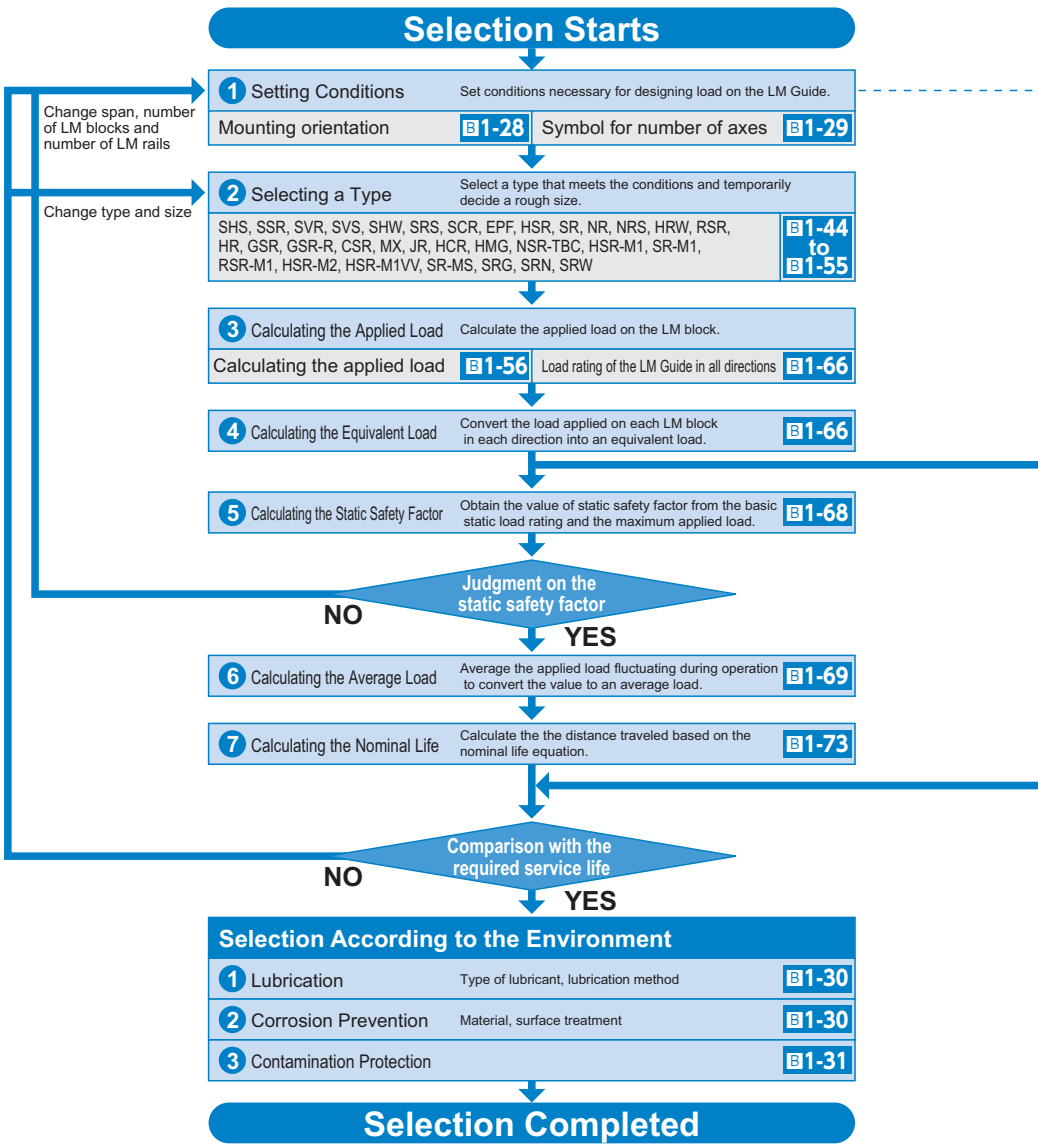 Selection Starts
1 Setting Conditions Set conditions necessary for designing load on the LM Guide.
Change span, number
of LM blocks and
number of LM rails
Mounting orientation B1-28 Symbol for number of axes B1-29
2 Selecting a Type Select a type that meets the conditions and temporarily
decide a rough size.
Change type and size
SHS, SSR, SVR, SVS, SHW, SRS, SCR, EPF, HSR, SR, NR, NRS, HRW, RSR,
HR, GSR, GSR-R, CSR, MX, JR, HCR, HMG, NSR-TBC, HSR-M1, SR-M1,
RSR-M1, HSR-M2, HSR-M1VV, SR-MS, SRG, SRN, SRW
B1-44
to
B1-55
3 Calculating the Applied Load Calculate the applied load on the LM block.
Calculating the applied load B1-56 Load rating of the LM Guide in all directions B1-66
4 Calculating the Equivalent Load Convert the load applied on each LM block
in each direction into an equivalent load. B1-66
5 Calculating the Static Safety Factor Obtain the value of static safety factor from the basic
static load rating and the maximum applied load. B1-68
Judgment on the
static safety factor
NO
YES
6 Calculating the Average Load Average the applied load fluctuating during operation
to convert the value to an average load. B1-69
7 Calculating the Nominal Life Calculate the the distance traveled based on the
nominal life equation. B1-73
Comparison with the
required service life
NO
YES
Selection According to the Environment
1 Lubrication Type of lubricant, lubrication method B1-30
2 Corrosion Prevention Material, surface treatment B1-30
3 Contamination Protection B1-31
Selection Completed